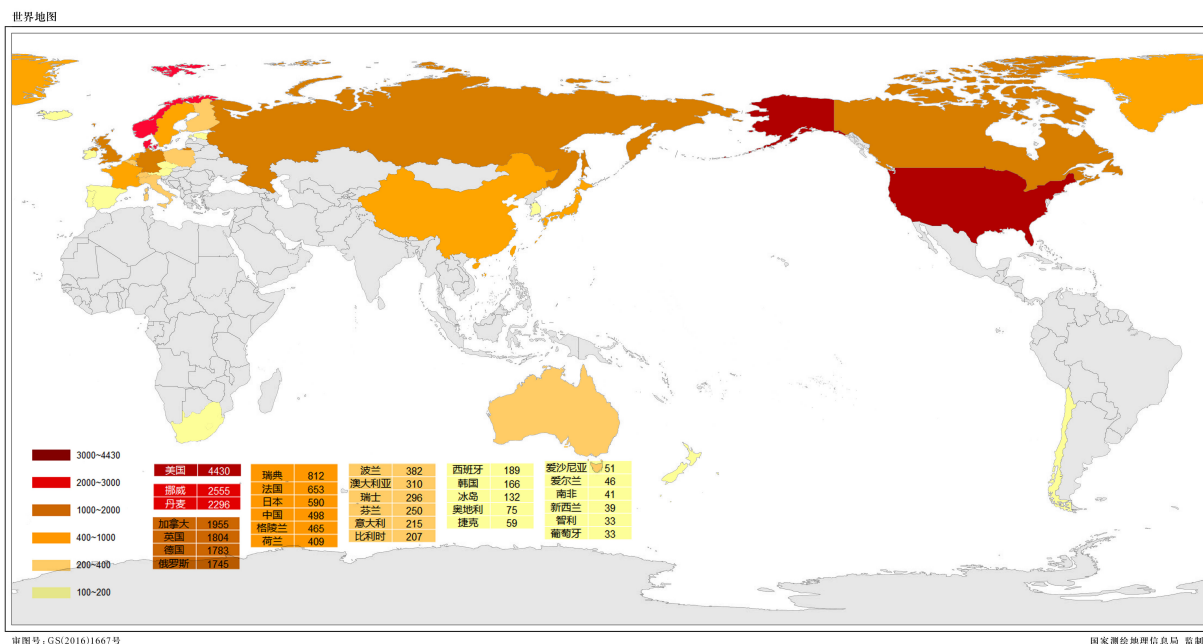 世界地图
3000~4430
2000~3000
1000~2000
400~1000
200~400
100~200
美国 4430
挪威 2555
丹麦 2296
加拿大 1955
英国 1804
德国 1783
俄罗斯 1745
瑞典 812
法国 653
日本 590
中国 498
格陵兰 465
荷兰 409
波兰 382
澳大利亚 310
瑞士 296
芬兰 250
意大利 215
比利时 207
西班牙 189
韩国 166
冰岛 132
奥地利 75
捷克 59
爱沙尼亚 51
爱尔兰 46
南非 41
新西兰 39
智利 33
葡萄牙 33
审图号：GS(2016)1667号
国家测绘地理信息局 监制